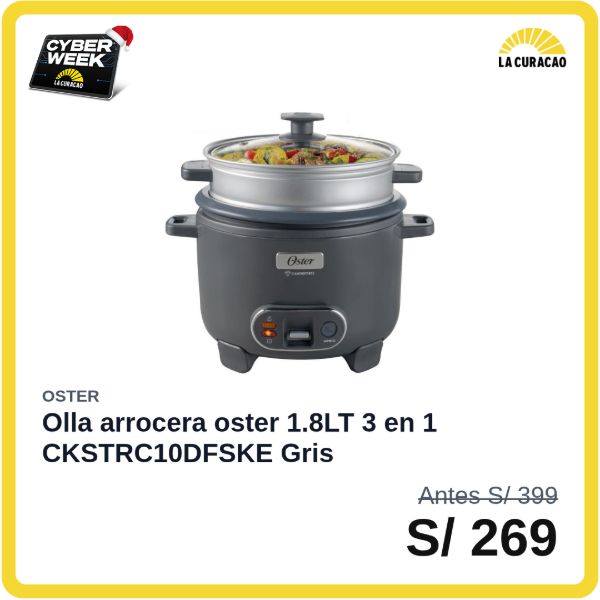 CYBER
WEEK
LA CURACAO
LA CURACAO
Oster
OSTER
Olla arrocera oster 1.8LT 3 en 1
CKSTRC10DFSKE Gris
Antes S/ 399
S/ 269